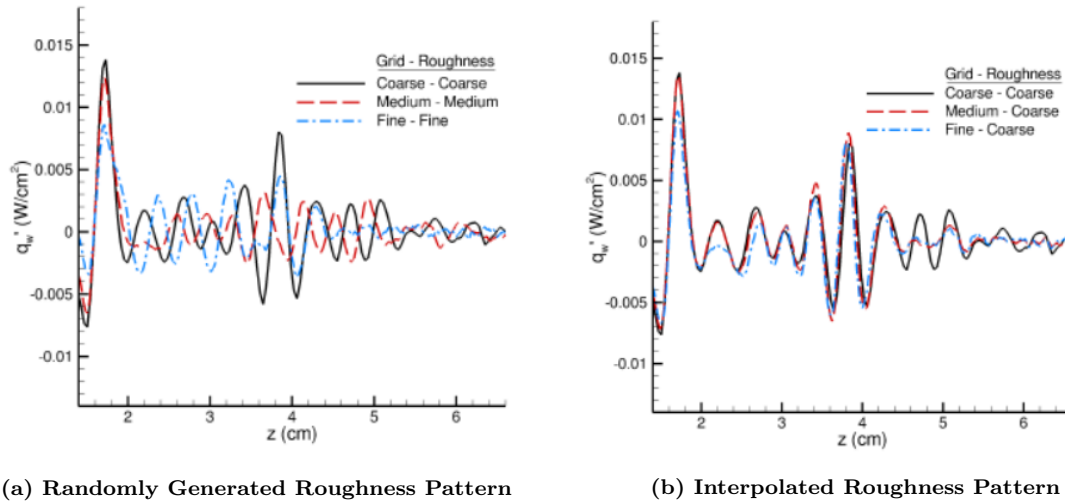 0.015
0.01
0.005
0
-0.005
-0.01
q_w' (W/cm²)
Grid - Roughness
Coarse - Coarse
Medium - Medium
Fine - Fine
2 3 4 5 6
z (cm)
(a) Randomly Generated Roughness Pattern
0.015
0.01
0.005
0
-0.005
-0.01
q_w' (W/cm²)
Grid - Roughness
Coarse - Coarse
Medium - Coarse
Fine - Coarse
2 3 4 5 6
z (cm)
(b) Interpolated Roughness Pattern